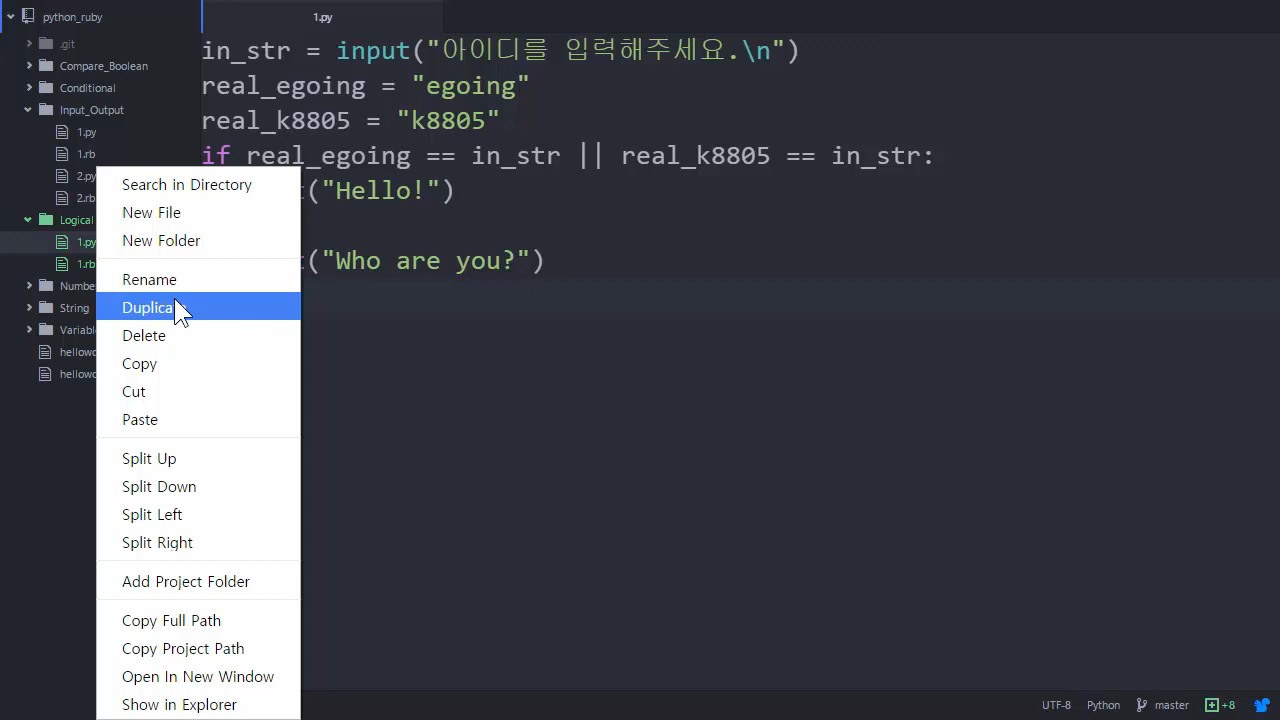 python_ruby
.git
Compare_Boolean
Conditional
Input_Output
1.py
1.rb
2.py
2.rb
Logical
1.py
1.rb
String
1.py
in_str = input("아이디를 입력해주세요.\n")
real_egoing = "egoing"
real_k8805 = "k8805"
if real_egoing == in_str || real_k8805 == in_str:
("Hello!")
("Who are you?")
Search in Directory
New File
New Folder
Rename
Delete
Copy
Cut
Paste
Split Up
Split Down
Split Left
Split Right
Add Project Folder
Copy Full Path
Copy Project Path
Open In New Window
Show in Explorer
UTF-8 Python master +8